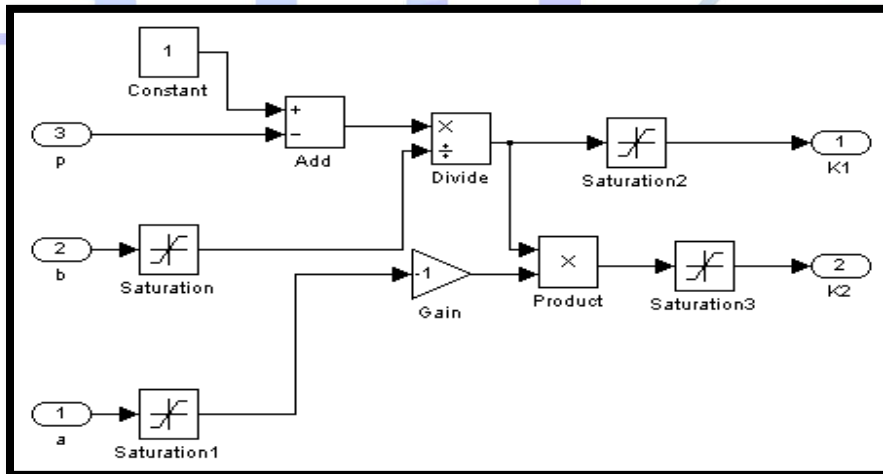 1
Constant
+
−
Add
3
p
×
÷
Divide
Saturation2
1
K1
2
b
Saturation
-1
Gain
×
Product
Saturation3
2
K2
1
a
Saturation1